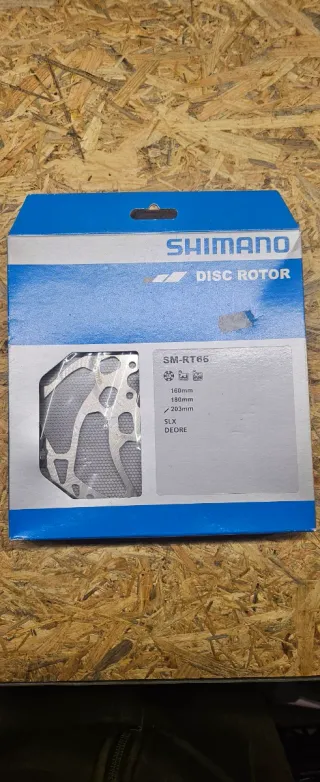 SHIMANO
DISC ROTOR
SM-RT66
160mm
180mm
203mm
SLX
DEORE